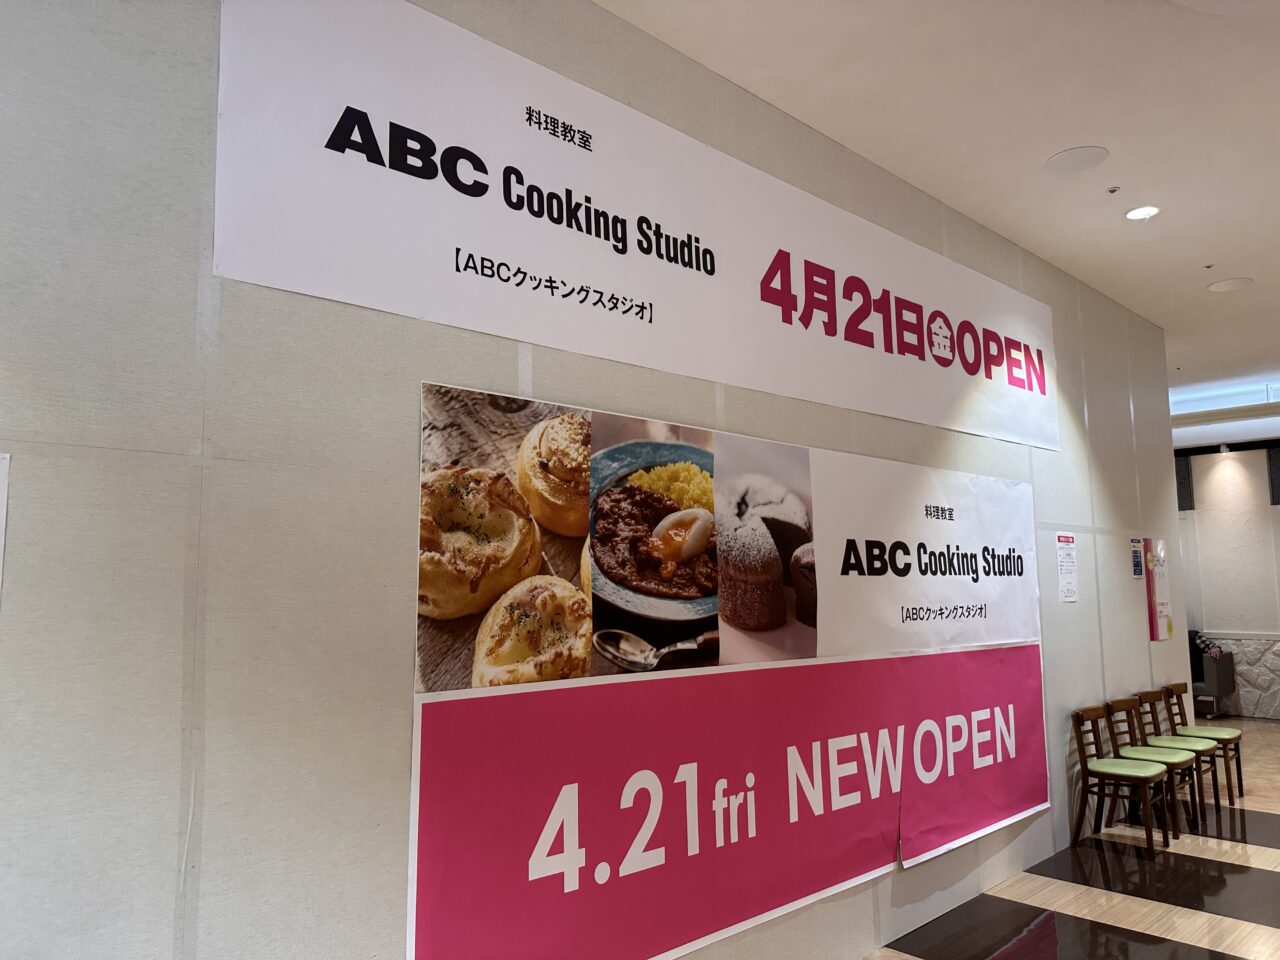 料理教室
ABC Cooking Studio
【ABCクッキングスタジオ】
4月21日㊎OPEN
料理教室
ABC Cooking Studio
【ABCクッキングスタジオ】
4.21fri NEW OPEN